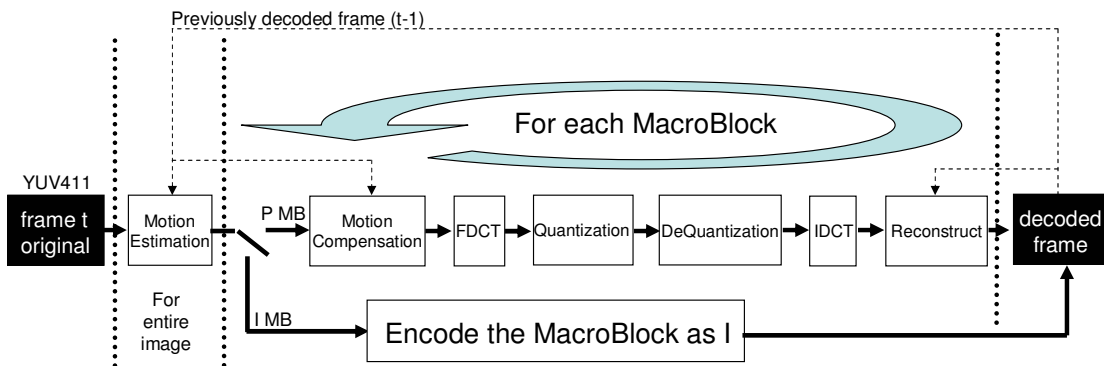 Previously decoded frame (t-1)
For each MacroBlock
YUV411
frame t
original
Motion
Estimation
P MB
Motion
Compensation
FDCT
Quantization
DeQuantization
IDCT
Reconstruct
decoded
frame
For
entire
image
I MB
Encode the MacroBlock as I